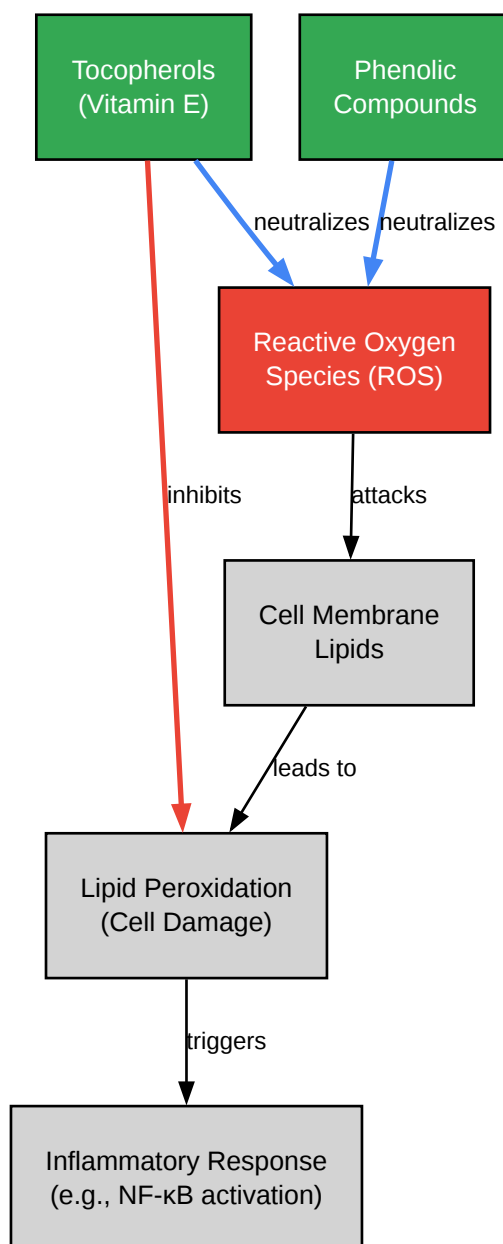 Tocopherols
(Vitamin E)
Phenolic
Compounds
neutralizes
neutralizes
Reactive Oxygen
Species (ROS)
inhibits
attacks
Cell Membrane
Lipids
leads to
Lipid Peroxidation
(Cell Damage)
triggers
Inflammatory Response
(e.g., NF-κB activation)